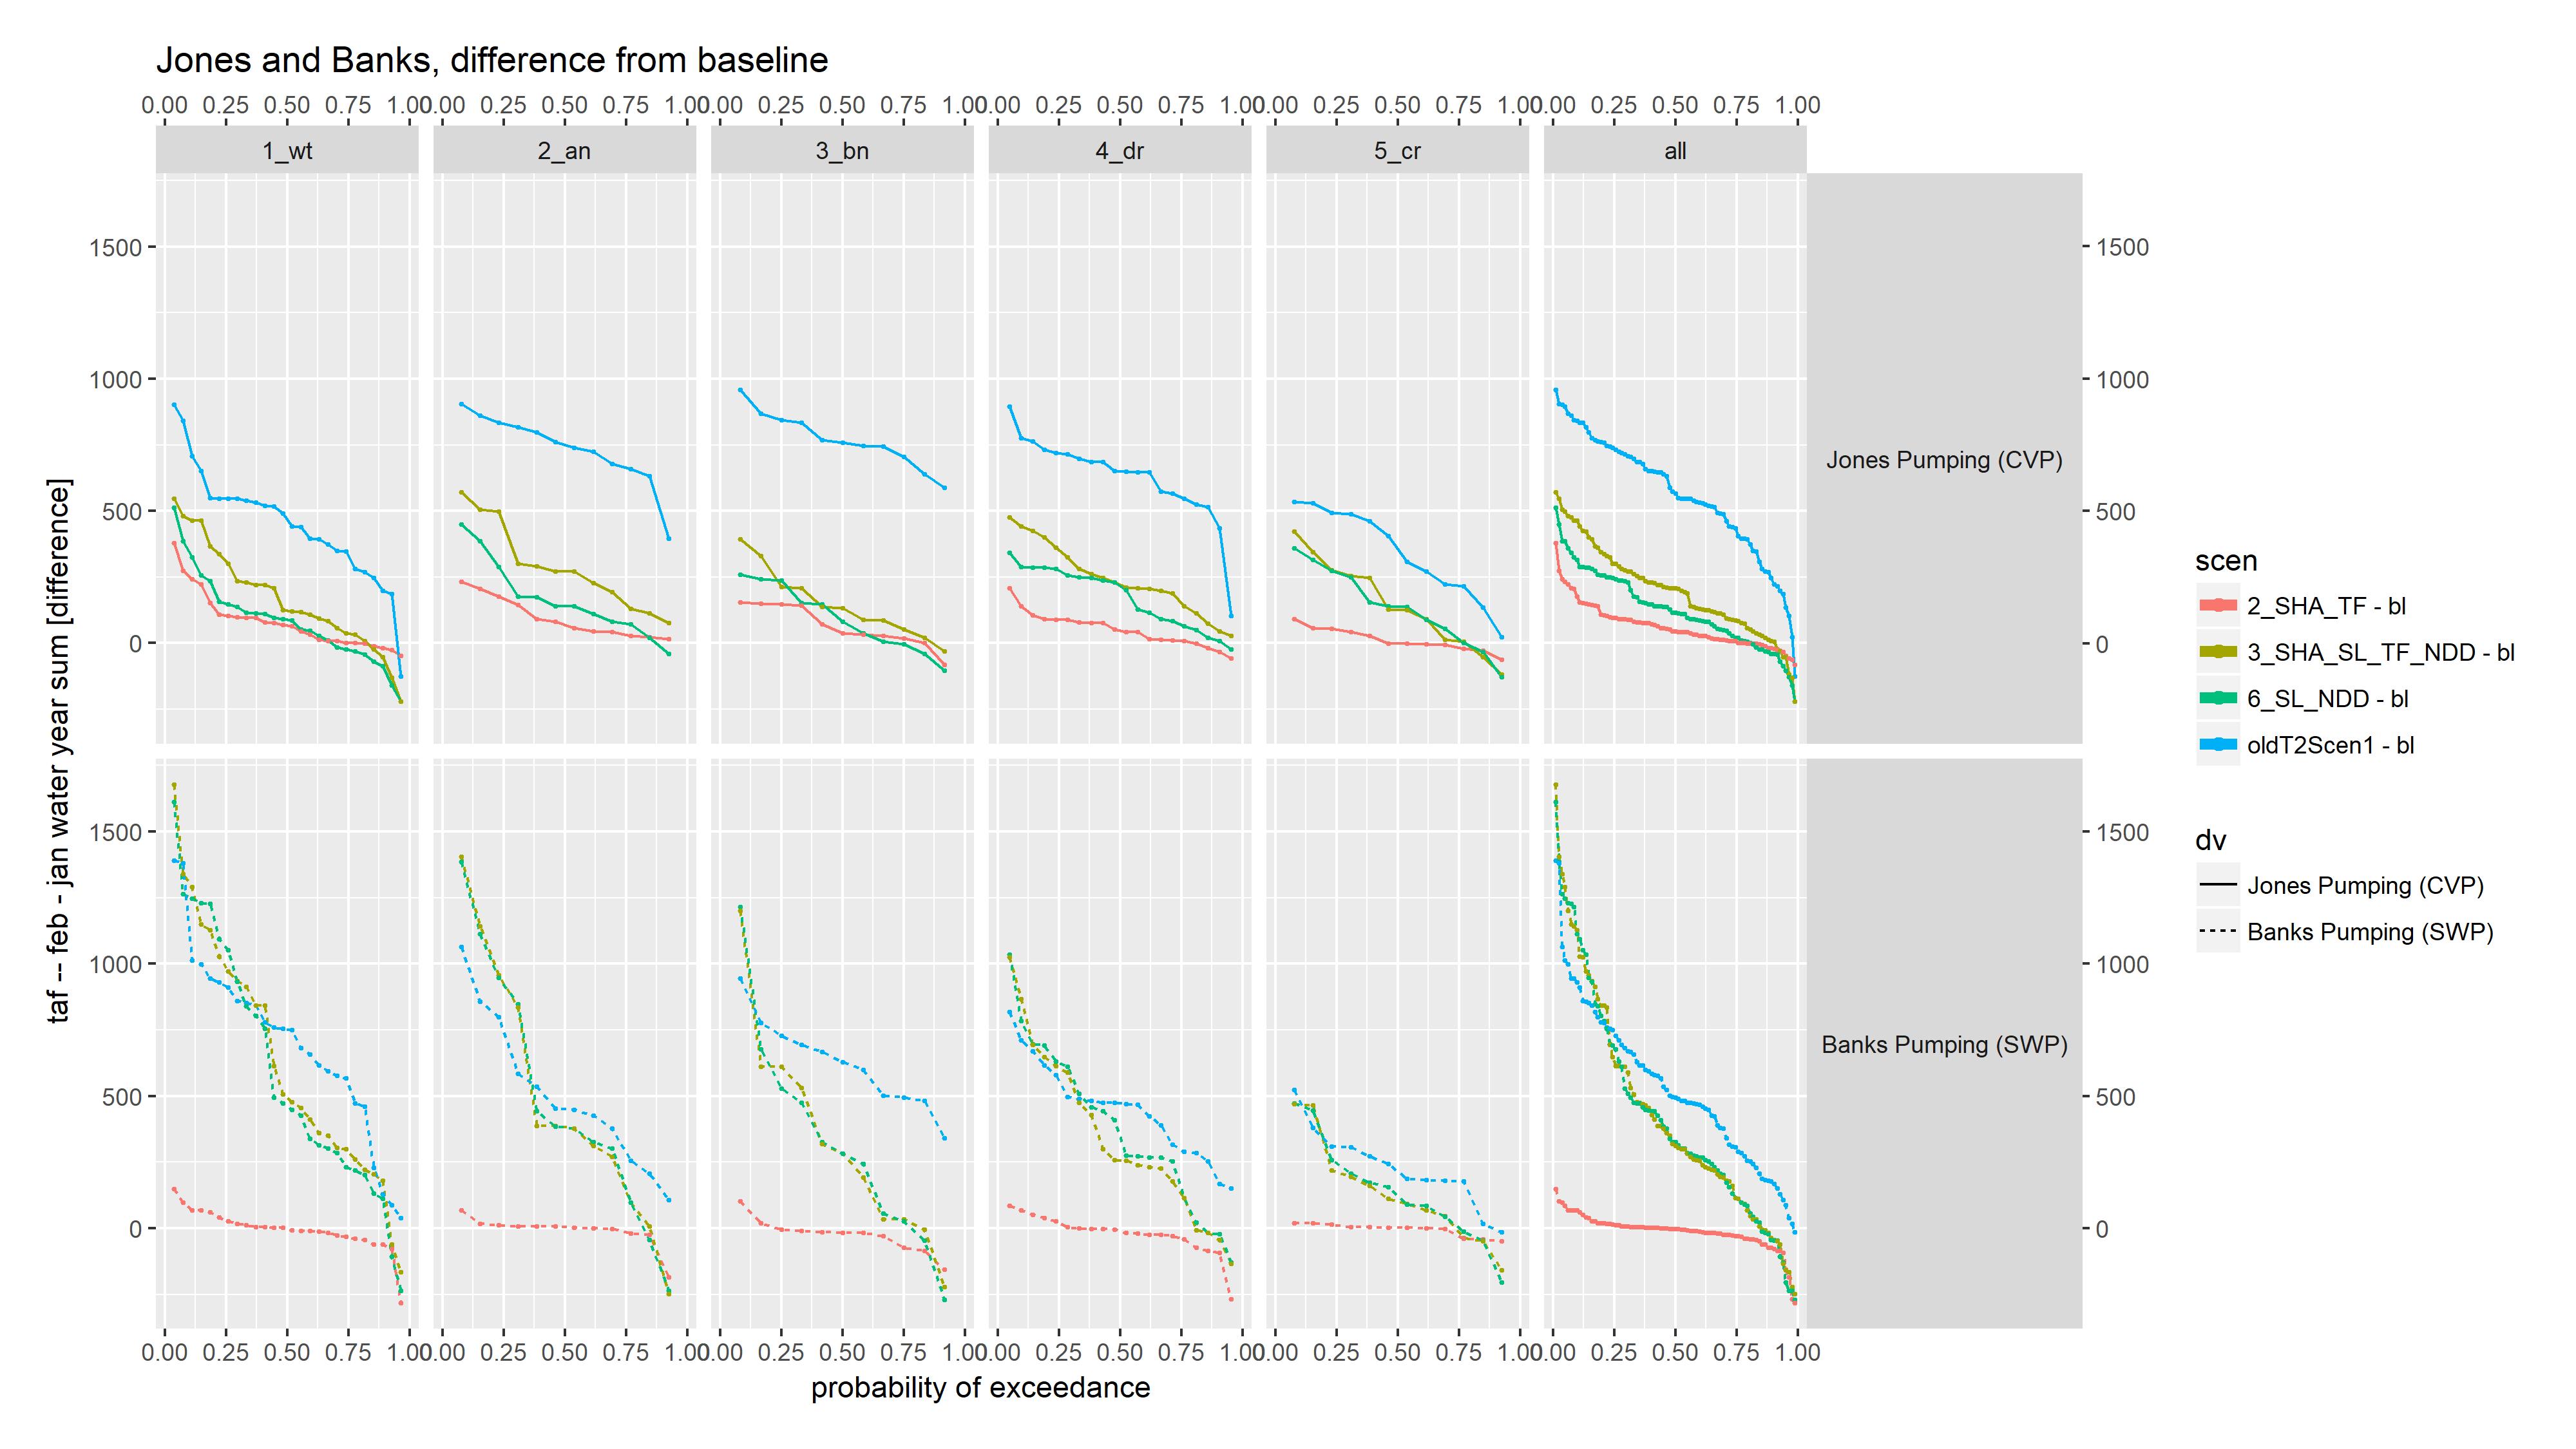 Jones and Banks, difference from baseline
0.00 0.25 0.50 0.75 1.00 0.00 0.25 0.50 0.75 1.00 0.00 0.25 0.50 0.75 1.00 0.00 0.25 0.50 0.75 1.00 0.00 0.25 0.50 0.75 1.00 0.00 0.25 0.50 0.75 1.00
1_wt 2_an 3_bn 4_dr 5_cr all
1500 1500
1000 1000
500 500
0 0
Jones Pumping (CVP)
taf -- feb - jan water year sum [difference]
1500 1500
1000 1000
500 500
0 0
Banks Pumping (SWP)
0.00 0.25 0.50 0.75 1.00 0.00 0.25 0.50 0.75 1.00 0.00 0.25 0.50 0.75 1.00 0.00 0.25 0.50 0.75 1.00 0.00 0.25 0.50 0.75 1.00 0.00 0.25 0.50 0.75 1.00
probability of exceedance
scen
2_SHA_TF - bl
3_SHA_SL_TF_NDD - bl
6_SL_NDD - bl
oldT2Scen1 - bl
dv
Jones Pumping (CVP)
Banks Pumping (SWP)